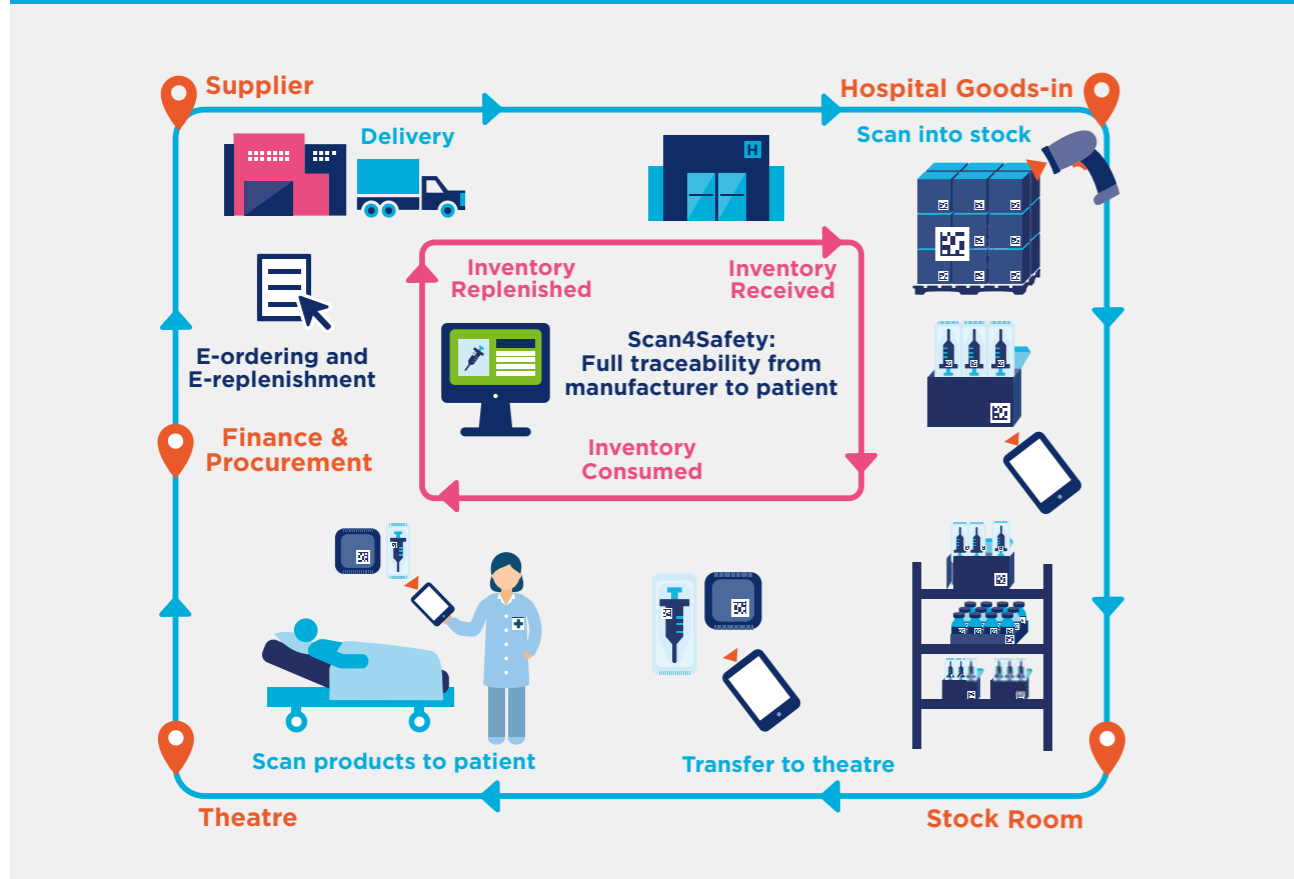 Supplier
Hospital Goods-in
Delivery
Scan into stock
H
Inventory
Replenished
Inventory
Received
Scan4Safety:
Full traceability from
manufacturer to patient
E-ordering and
E-replenishment
Finance &
Procurement
Inventory
Consumed
Scan products to patient
Transfer to theatre
Theatre
Stock Room